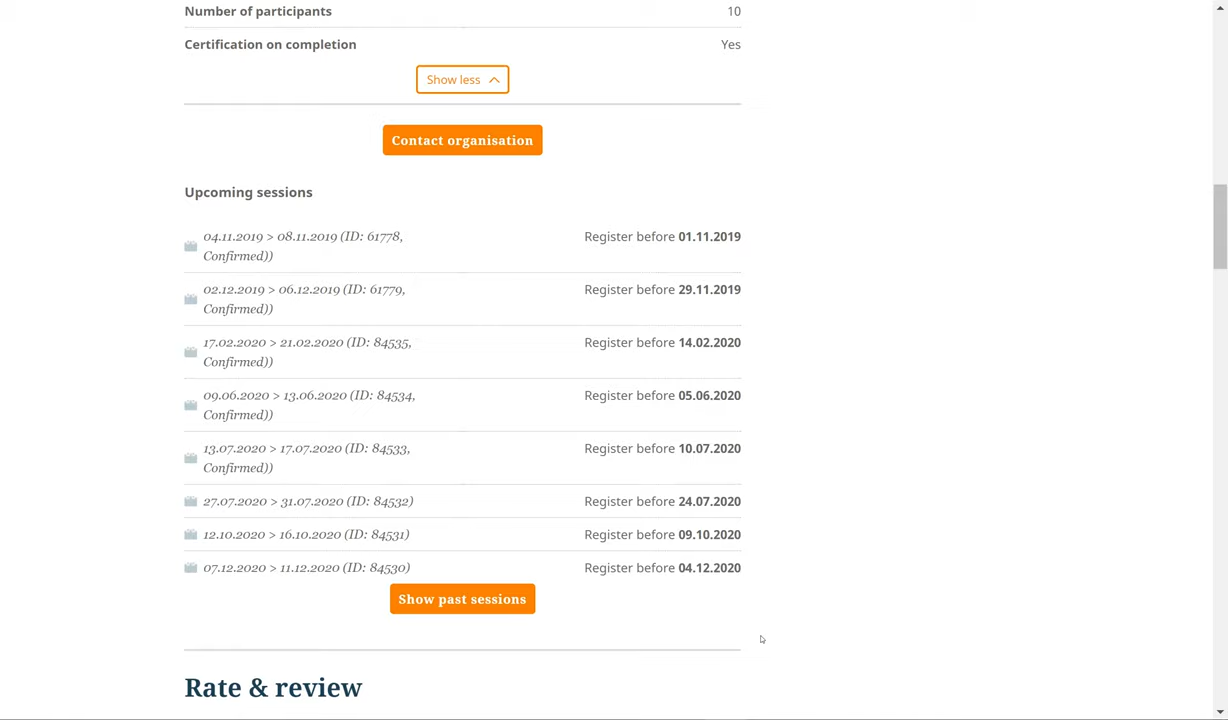 Number of participants 10
Certification on completion Yes
Show less
Contact organisation
Upcoming sessions
04.11.2019 > 08.11.2019 (ID: 61778, Register before 01.11.2019
Confirmed))
02.12.2019 > 06.12.2019 (ID: 61779, Register before 29.11.2019
Confirmed))
17.02.2020 > 21.02.2020 (ID: 84535, Register before 14.02.2020
Confirmed))
09.06.2020 > 13.06.2020 (ID: 84534, Register before 05.06.2020
Confirmed))
13.07.2020 > 17.07.2020 (ID: 84533, Register before 10.07.2020
Confirmed))
27.07.2020 > 31.07.2020 (ID: 84532) Register before 24.07.2020
12.10.2020 > 16.10.2020 (ID: 84531) Register before 09.10.2020
07.12.2020 > 11.12.2020 (ID: 84530) Register before 04.12.2020
Show past sessions
Rate & review